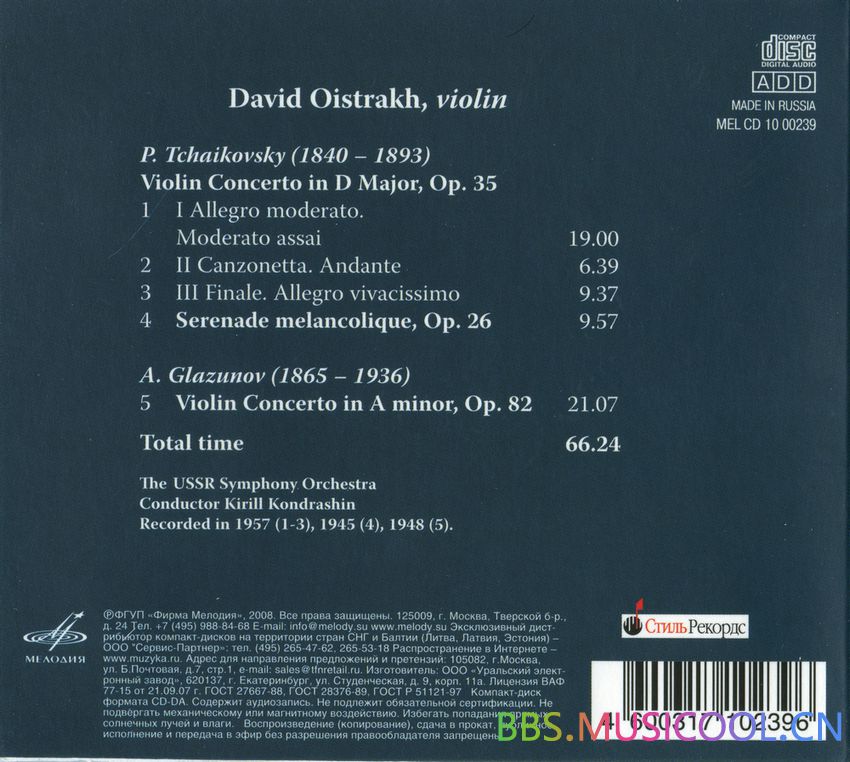 COMPACT
disc
DIGITAL AUDIO
ADD
MADE IN RUSSIA
MEL CD 10 00239
David Oistrakh, violin
P. Tchaikovsky (1840 – 1893)
Violin Concerto in D Major, Op. 35
1 I Allegro moderato.
Moderato assai 19.00
2 II Canzonetta. Andante 6.39
3 III Finale. Allegro vivacissimo 9.37
4 Serenade melancolique, Op. 26 9.57
A. Glazunov (1865 – 1936)
5 Violin Concerto in A minor, Op. 82 21.07
Total time 66.24
The USSR Symphony Orchestra
Conductor Kirill Kondrashin
Recorded in 1957 (1-3), 1945 (4), 1948 (5).
МЕЛОДИЯ
℗ФГУП «Фирма Мелодия», 2008. Все права защищены. 125009, г. Москва, Тверской б-р.,
д. 24 Тел. +7 (495) 988-84-68 E-mail: info@melody.su www.melody.su Эксклюзивный дист-
рибьютор компакт-дисков на территории стран СНГ и Балтии (Литва, Латвия, Эстония) –
ООО "Сервис-Партнер": тел. (495) 265-47-62, 265-53-18 Распространение в Интернете –
www.muzyka.ru. Адрес для направления предложений и претензий: 105082, г.Москва,
ул. Б.Почтовая, д.7, стр.1, e-mail: sales@tfnretail.ru. Изготовитель: ООО «Уральский элект-
ронный завод», 620137, г. Екатеринбург, ул. Студенческая, д. 9, корп. 11а. Лицензия ВАФ
77-15 от 21.09.07 г. ГОСТ 27667-88, ГОСТ 28376-89, ГОСТ Р 51121-97 Компакт-диск
формата CD-DA. Содержит аудиозапись. Не подлежит обязательной сертификации. Не
подвергать механическому или магнитному воздействию. Избегать попадания прямых
солнечных лучей и влаги. Воспроизведение (копирование), сдача в прокат, публичное
исполнение и передача в эфир без разрешения правообладателя запрещены.
Стиль Рекордс
4 600317 102396
BBS.MUSICOOL.CN